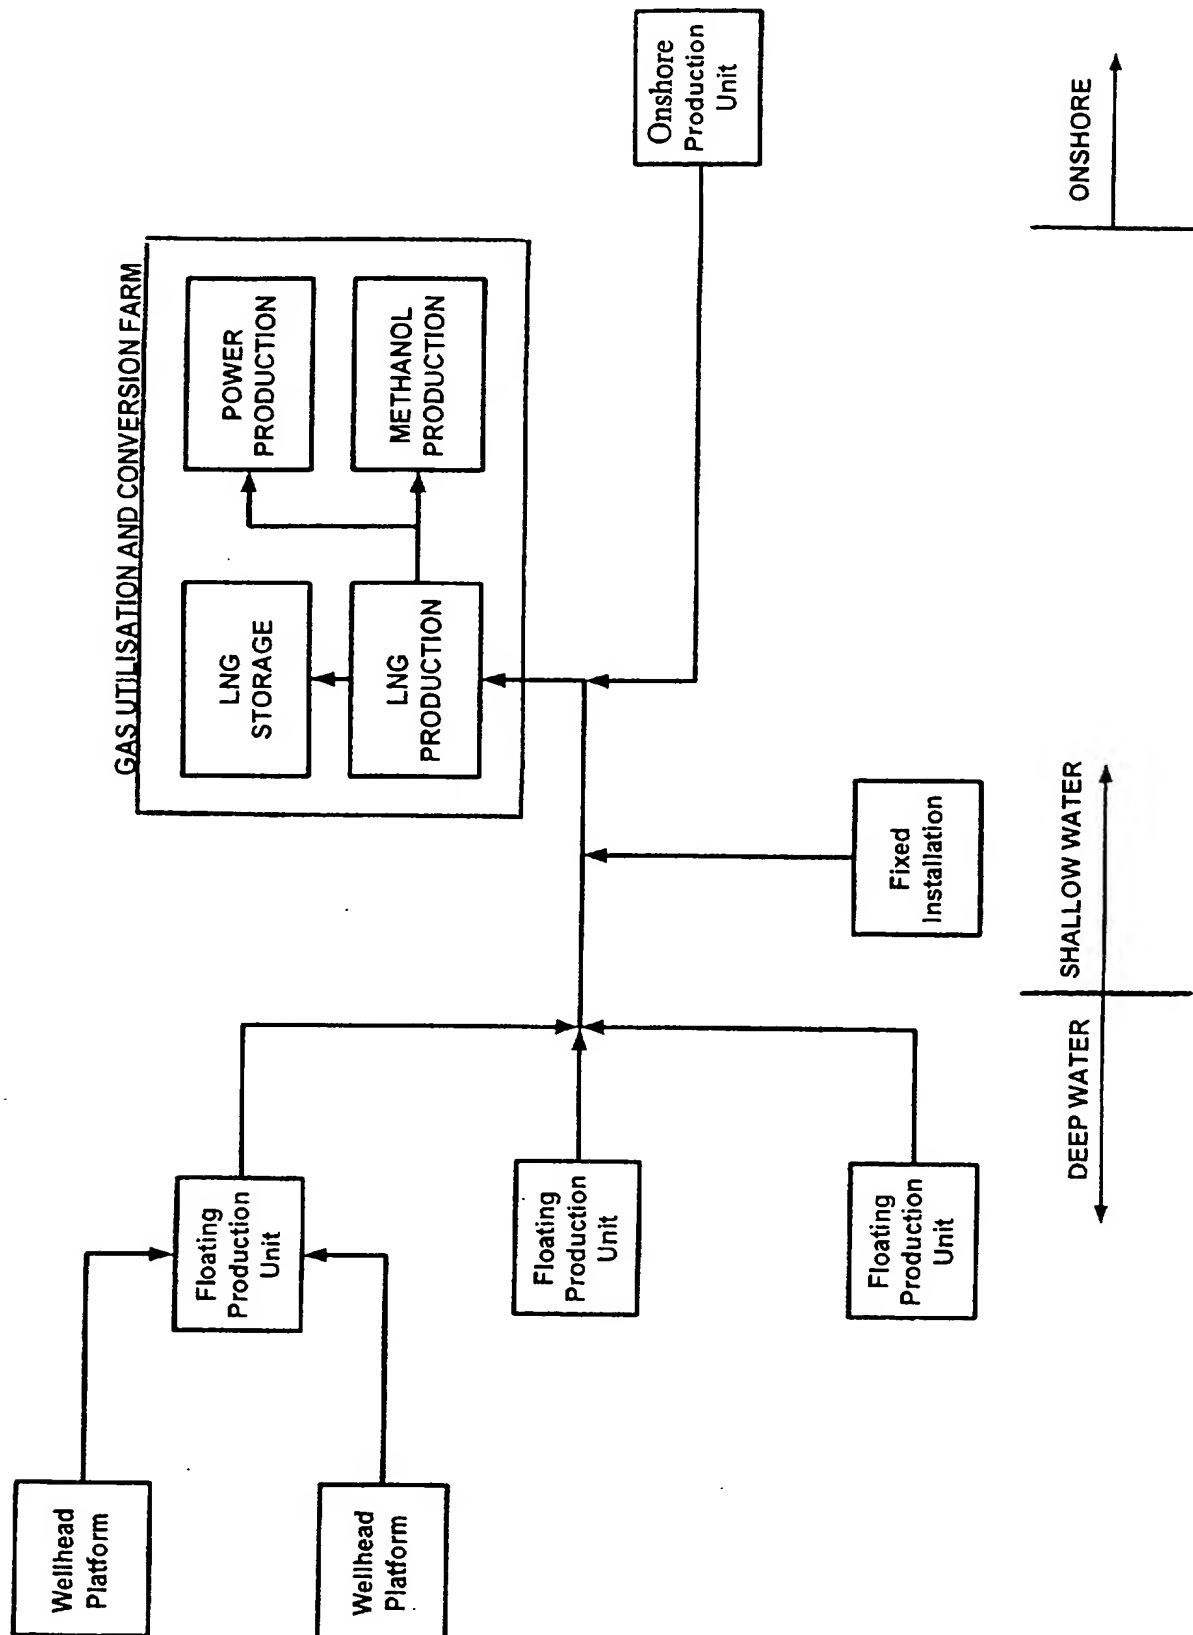 GAS UTILISATION AND CONVERSION FARM
LNG
STORAGE
POWER
PRODUCTION
LNG
PRODUCTION
METHANOL
PRODUCTION
Wellhead
Platform
Wellhead
Platform
Floating
Production
Unit
Floating
Production
Unit
Floating
Production
Unit
Fixed
Installation
Onshore
Production
Unit
DEEP WATER
SHALLOW WATER
ONSHORE